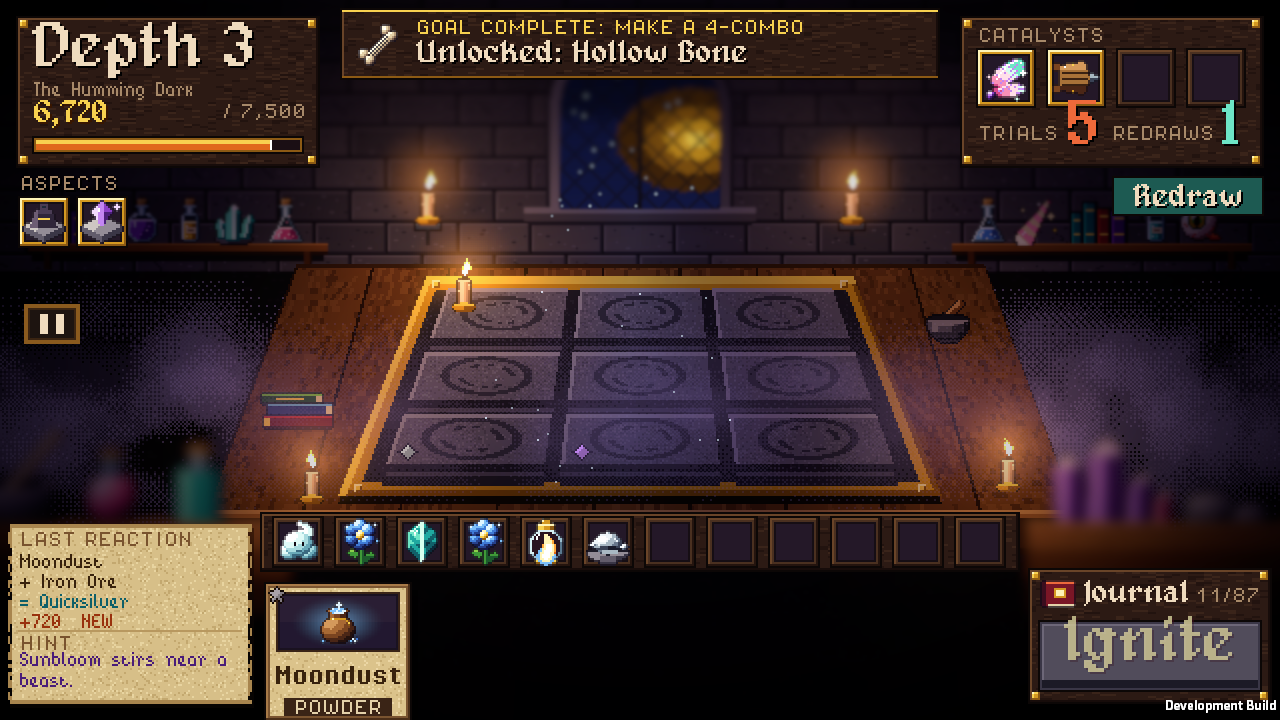 Depth 3
The Humming Dark
6,720 / 7,500
ASPECTS
GOAL COMPLETE: MAKE A 4-COMBO
Unlocked: Hollow Bone
CATALYSTS
TRIALS 5 REDRAWS 1
Redraw
LAST REACTION
Moondust
+ Iron Ore
= Quicksilver
+720 NEW
HINT
Sunbloom stirs near a
beast.
Moondust
POWDER
Journal 11/87
Ignite
Development Build